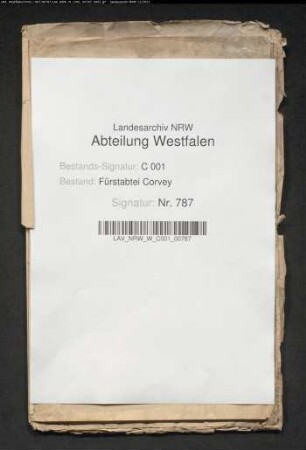 Landesarchiv NRW
Abteilung Westfalen
Bestands-Signatur: C 001
Bestand: Fürstabtei Corvey
Signatur: Nr. 787
LAV_NRW_W_C001_00787